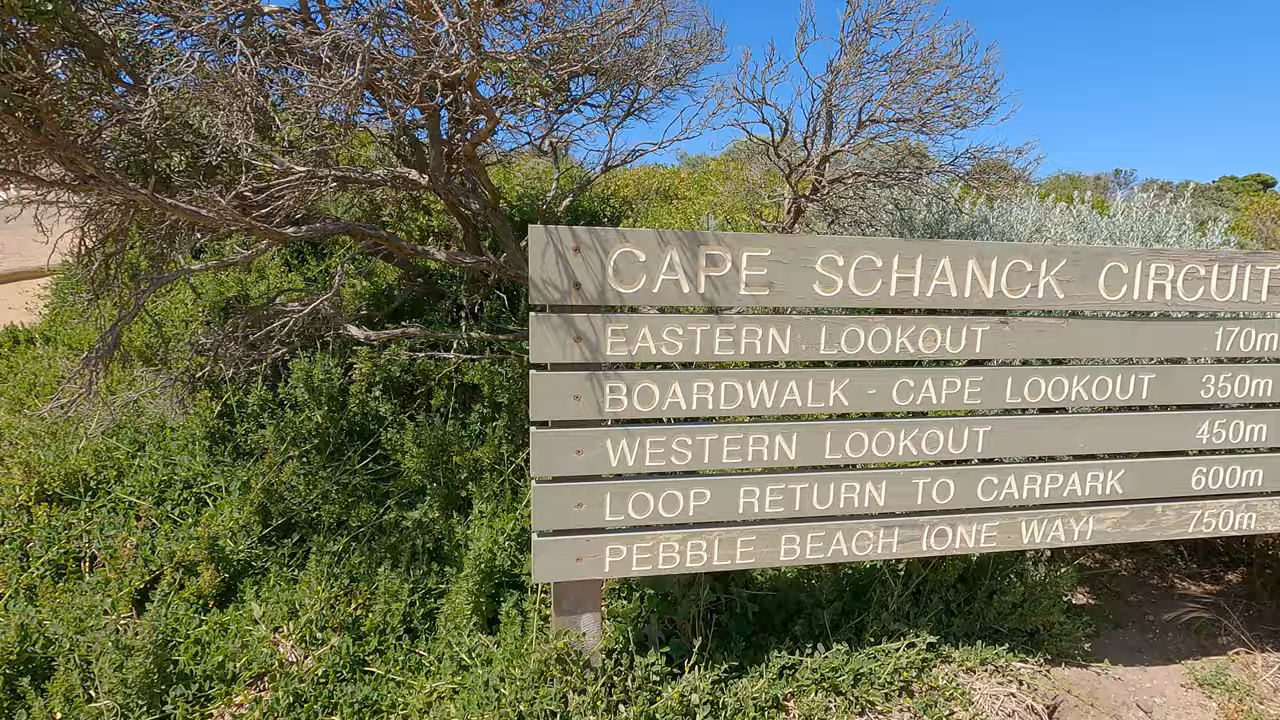 CAPE SCHANCK CIRCUIT
EASTERN LOOKOUT 170m
BOARDWALK - CAPE LOOKOUT 350m
WESTERN LOOKOUT 450m
LOOP RETURN TO CARPARK 600m
PEBBLE BEACH (ONE WAY) 750m